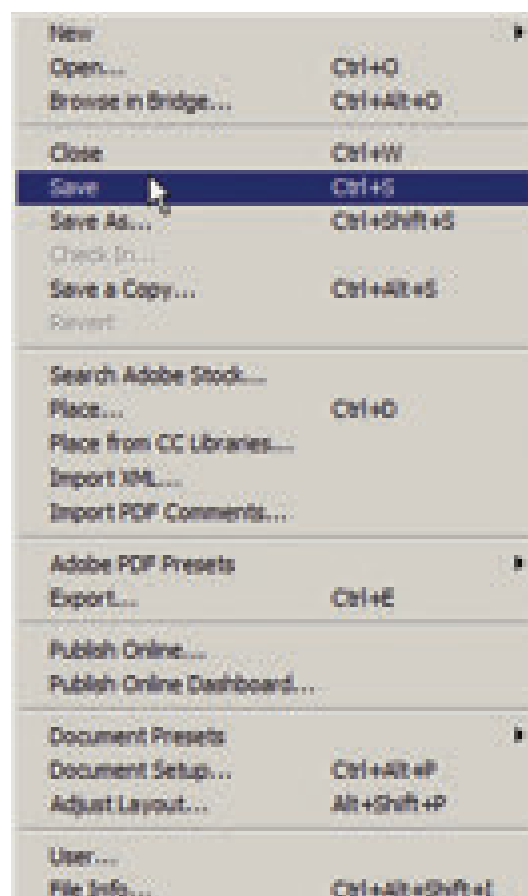 New
Open... Ctrl+O
Browse in Bridge... Ctrl+Alt+O
Close Ctrl+W
Save Ctrl+S
Save As... Ctrl+Shift+S
Check In...
Save a Copy... Ctrl+Alt+S
Revert
Search Adobe Stock...
Place... Ctrl+D
Place from CC Libraries...
Import XML...
Import PDF Comments...
Adobe PDF Presets
Export... Ctrl+E
Publish Online...
Publish Online Dashboard...
Document Presets
Document Setup... Ctrl+Alt+P
Adjust Layout... Alt+Shift+P
User...
File Info... Ctrl+Alt+Shift+I